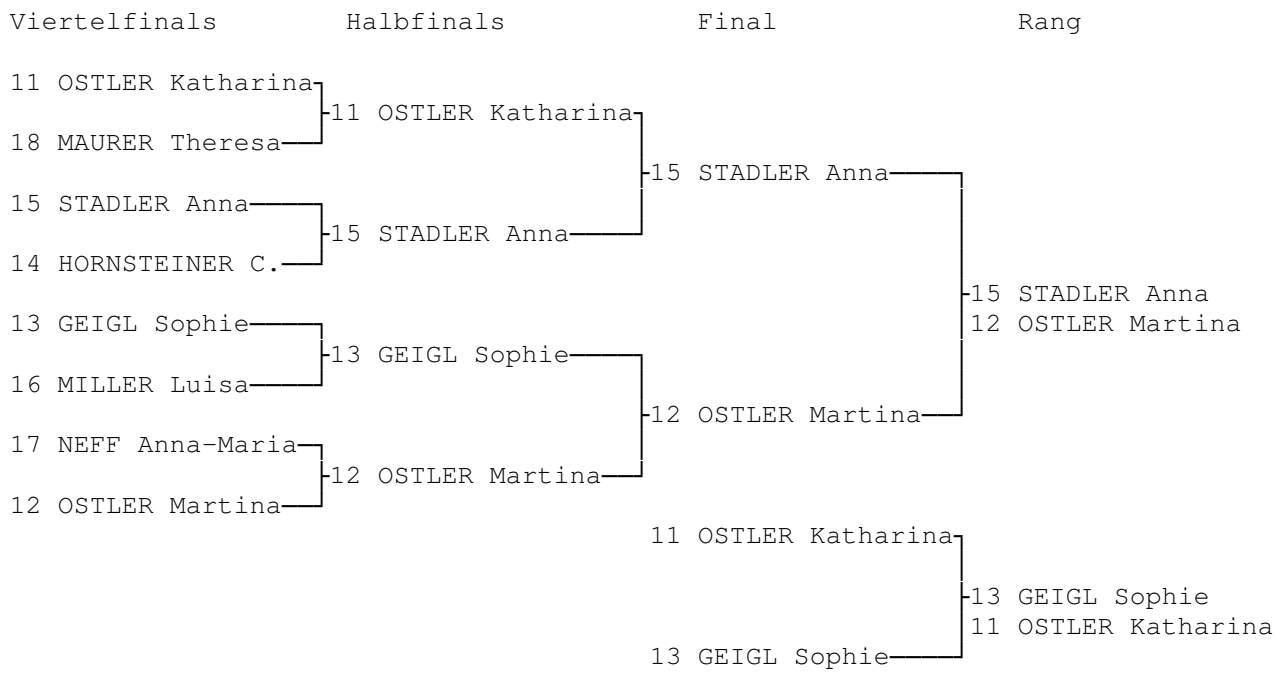 Viertelfinals Halbfinals Final Rang
11 OSTLER Katharina
11 OSTLER Katharina
18 MAURER Theresa
15 STADLER Anna
15 STADLER Anna
15 STADLER Anna
14 HORNSTEINER C.
15 STADLER Anna
13 GEIGL Sophie 12 OSTLER Martina
13 GEIGL Sophie
16 MILLER Luisa
12 OSTLER Martina
17 NEFF Anna-Maria
12 OSTLER Martina
12 OSTLER Martina
11 OSTLER Katharina
13 GEIGL Sophie
11 OSTLER Katharina
13 GEIGL Sophie